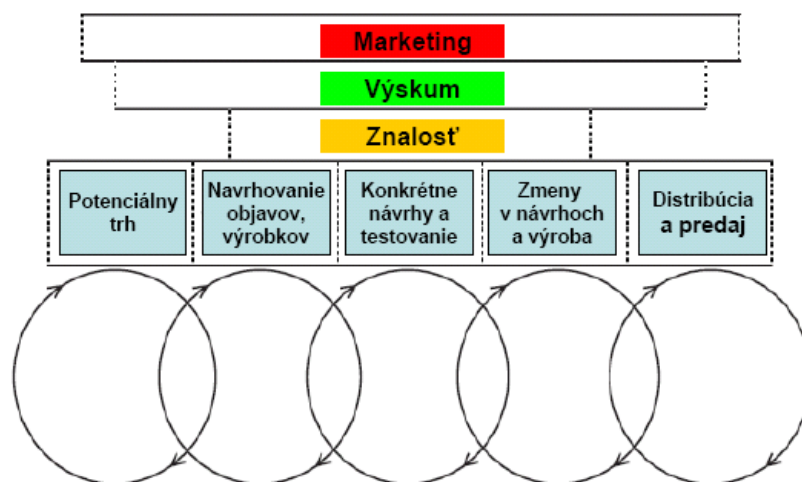 Marketing
Výskum
Znalosť
Potenciálny
trh
Navrhovanie
objavov,
výrobkov
Konkrétne
návrhy a
testovanie
Zmeny
v návrhoch
a výroba
Distribúcia
a predaj